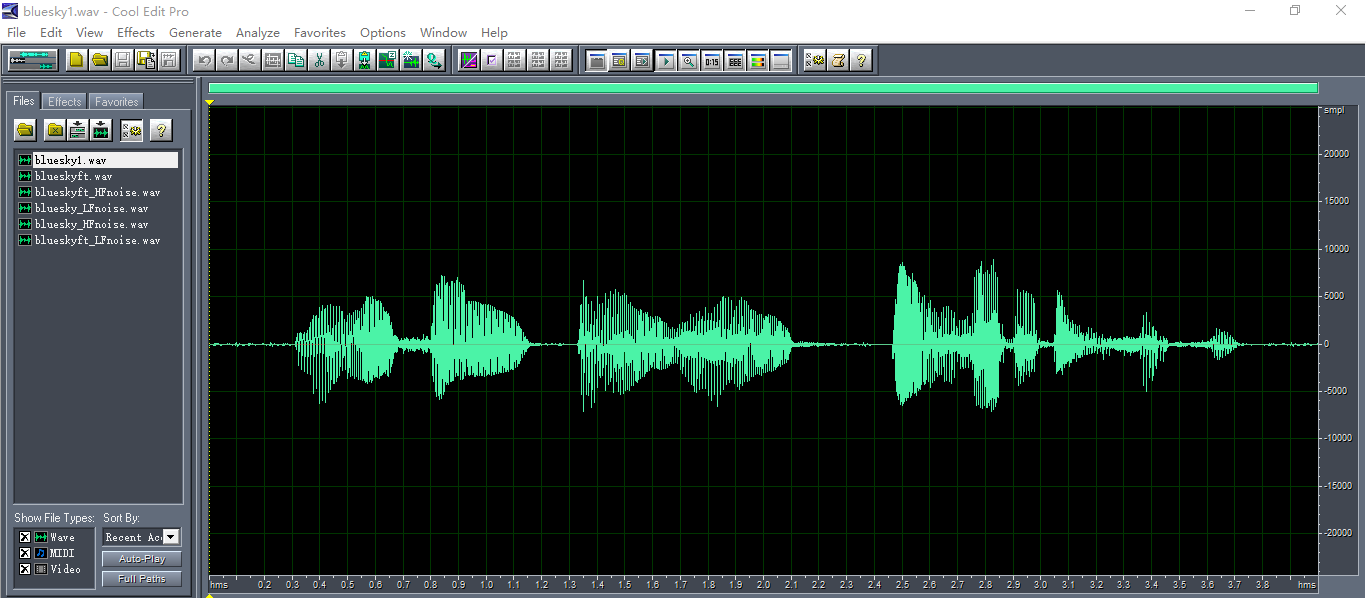 bluesky1.wav - Cool Edit Pro
File Edit View Effects Generate Analyze Favorites Options Window Help
0:15
Files Effects Favorites
bluesky1.wav
blueskyft.wav
blueskyft_HFnoise.wav
bluesky_LFnoise.wav
bluesky_HFnoise.wav
blueskyft_LFnoise.wav
Show File Types: Sort By:
Wave
MIDI
Video
Recent Ac
Auto-Play
Full Paths
smpl
20000
15000
10000
5000
0
-5000
-10000
-15000
-20000
hms 0.2 0.3 0.4 0.5 0.6 0.7 0.8 0.9 1.0 1.1 1.2 1.3 1.4 1.5 1.6 1.7 1.8 1.9 2.0 2.1 2.2 2.3 2.4 2.5 2.6 2.7 2.8 2.9 3.0 3.1 3.2 3.3 3.4 3.5 3.6 3.7 3.8 hms